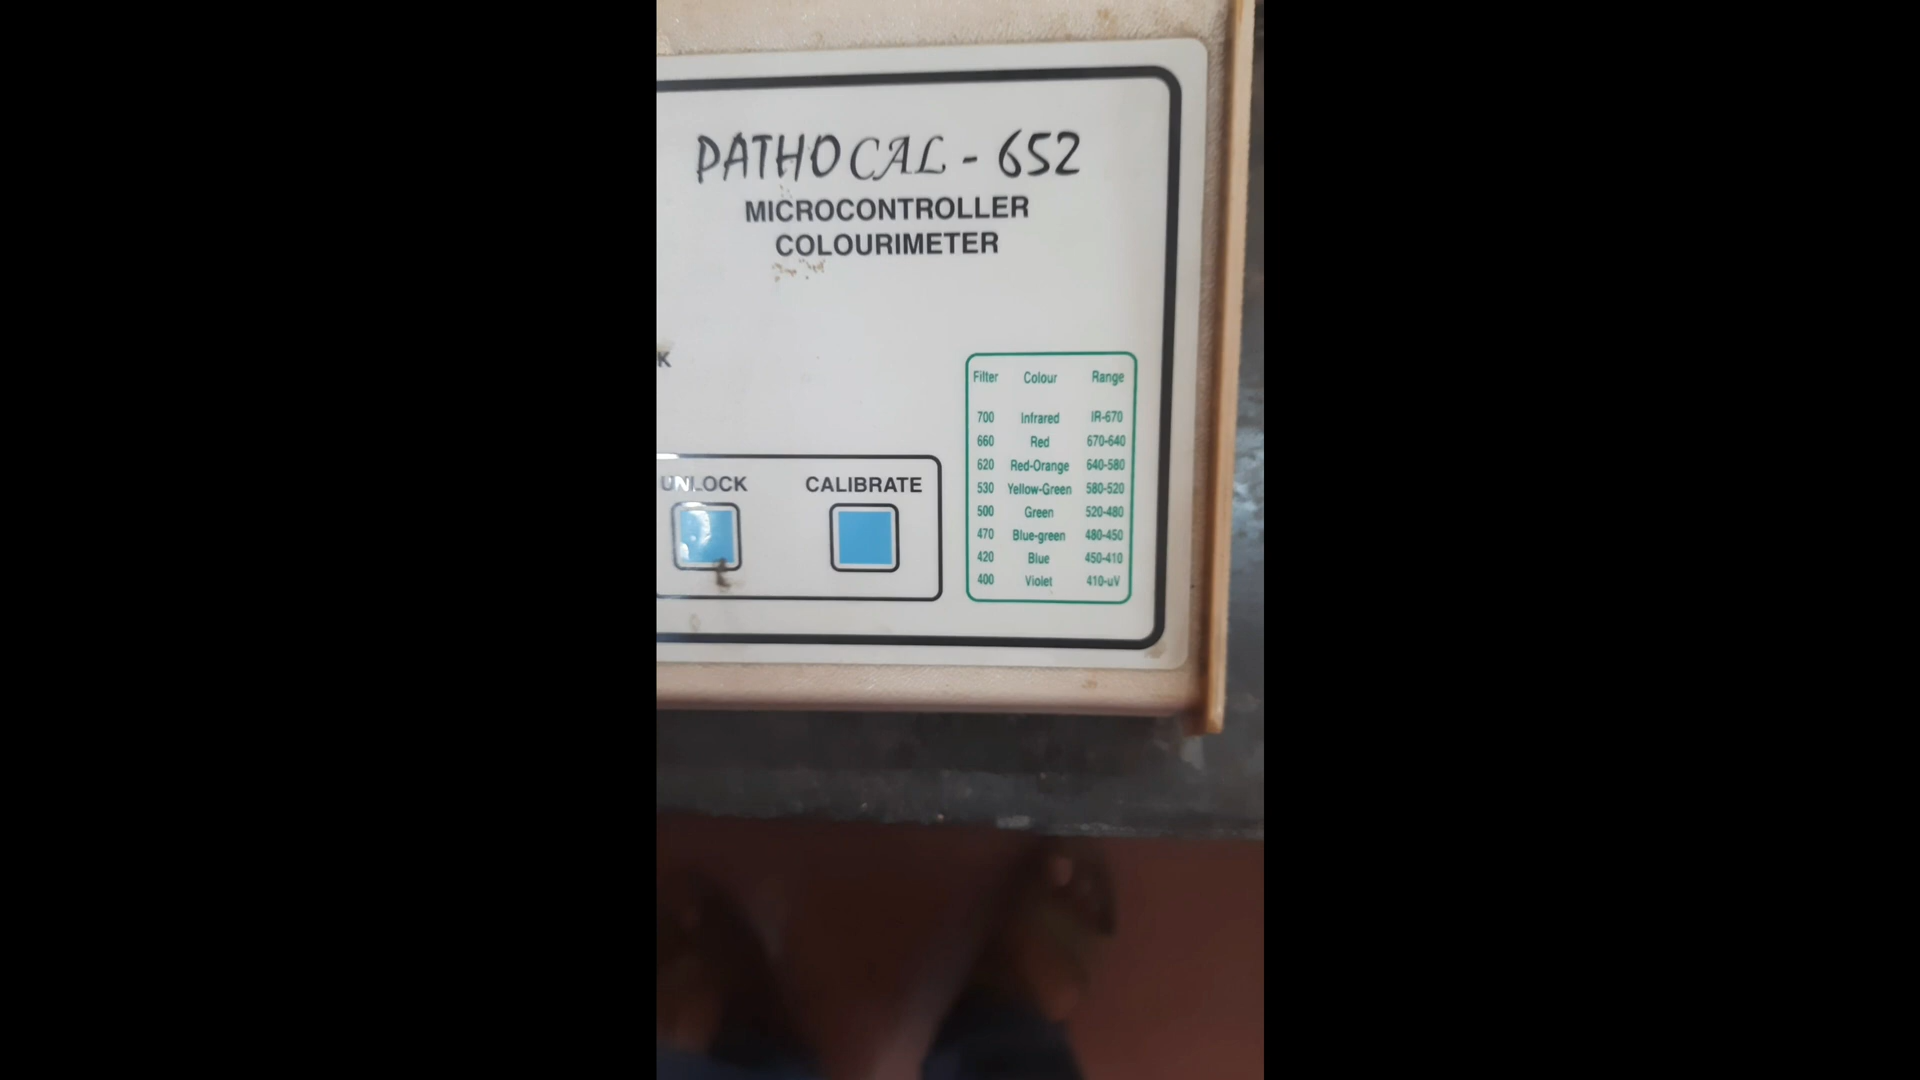 PATHOCAL - 652
MICROCONTROLLER
COLOURIMETER
K
UNLOCK CALIBRATE
Filter Colour Range
700 Infrared IR-670
660 Red 670-640
620 Red-Orange 640-580
530 Yellow-Green 580-520
500 Green 520-480
470 Blue-green 480-450
420 Blue 450-410
400 Violet 410-uV